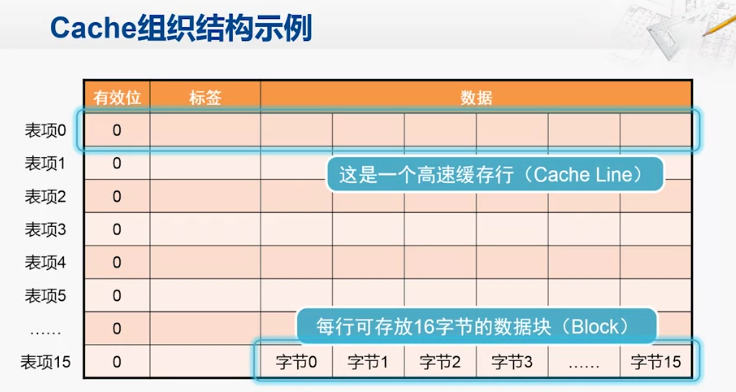 Cache组织结构示例
有效位 标签 数据
表项0 0
表项1 0
这是一个高速缓存行（Cache Line）
表项2 0
表项3 0
表项4 0
表项5 0
…… 0
每行可存放16字节的数据块（Block）
表项15 0 字节0 字节1 字节2 字节3 …… 字节15